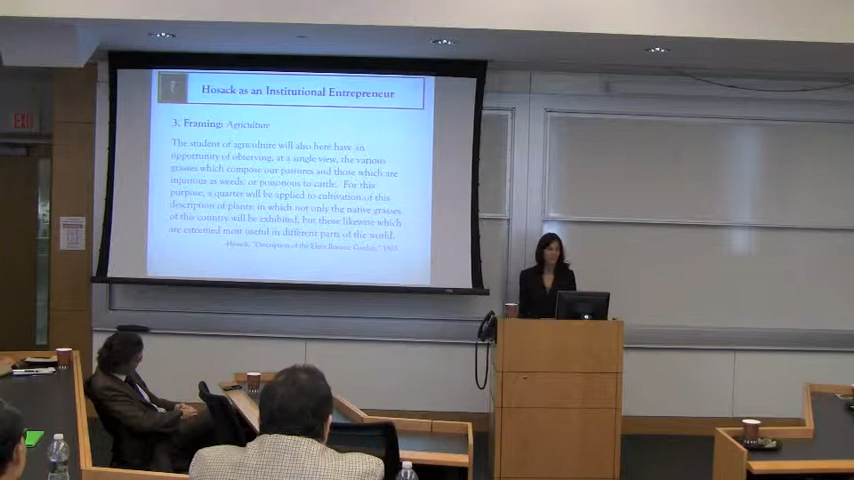 EXIT
Hosack as an Institutional Entrepreneur
3. Framing: Agriculture
The student of agriculture will also here have an
opportunity of observing, at a single view, the various
grasses which compose our pastures and those which are
injurious as weeds, or poisonous to cattle. For this
purpose, a quarter will be applied to cultivation of this
description of plants: in which not only the native grasses
of this country will be exhibited, but those likewise which
are esteemed most useful in different parts of the world.
-Hosack, "Description of the Elgin Botanic Garden,"